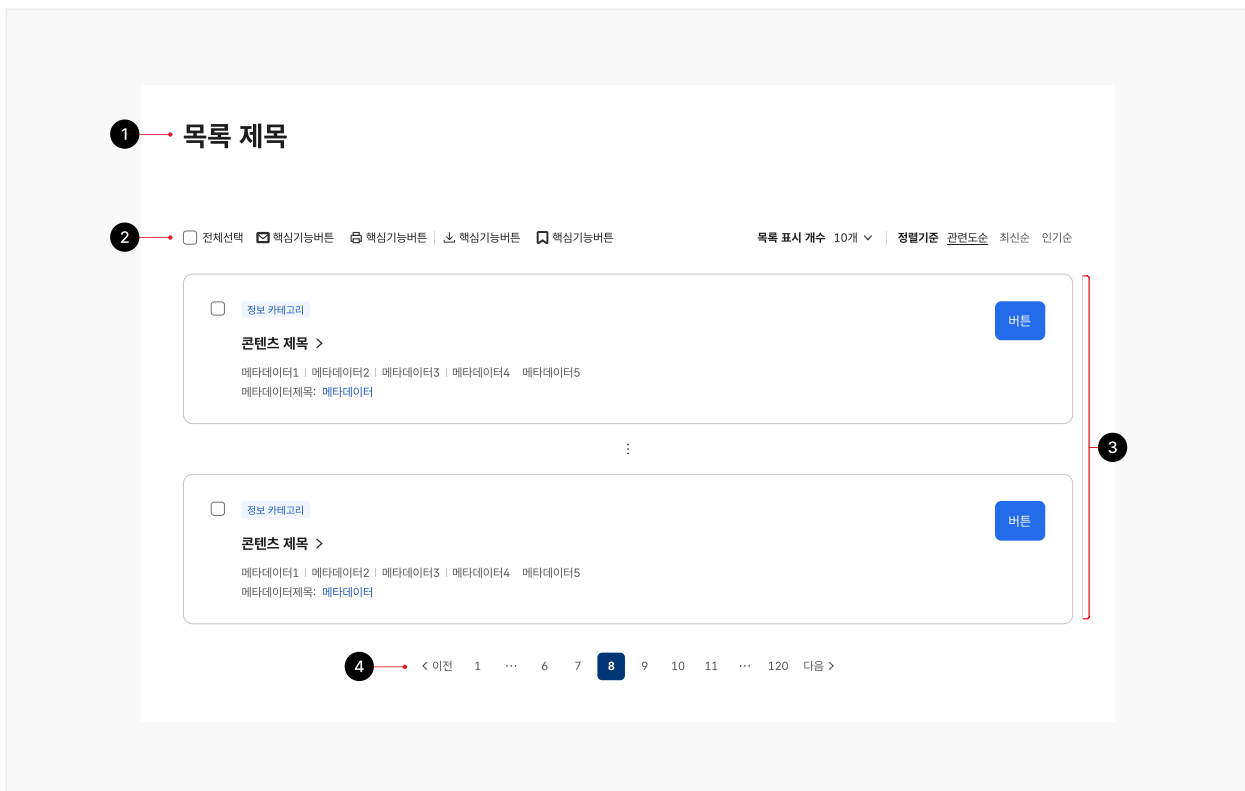 1 목록 제목
2 전체선택 핵심기능버튼 핵심기능버튼 핵심기능버튼 핵심기능버튼 목록 표시 개수 10개 정렬기준 관련도순 최신순 인기순
정보 카테고리 버튼
콘텐츠 제목 >
메타데이터1 | 메타데이터2 | 메타데이터3 | 메타데이터4 메타데이터5
메타데이터제목: 메타데이터
⋮
3
정보 카테고리 버튼
콘텐츠 제목 >
메타데이터1 | 메타데이터2 | 메타데이터3 | 메타데이터4 메타데이터5
메타데이터제목: 메타데이터
4 < 이전 1 ··· 6 7 8 9 10 11 ··· 120 다음 >